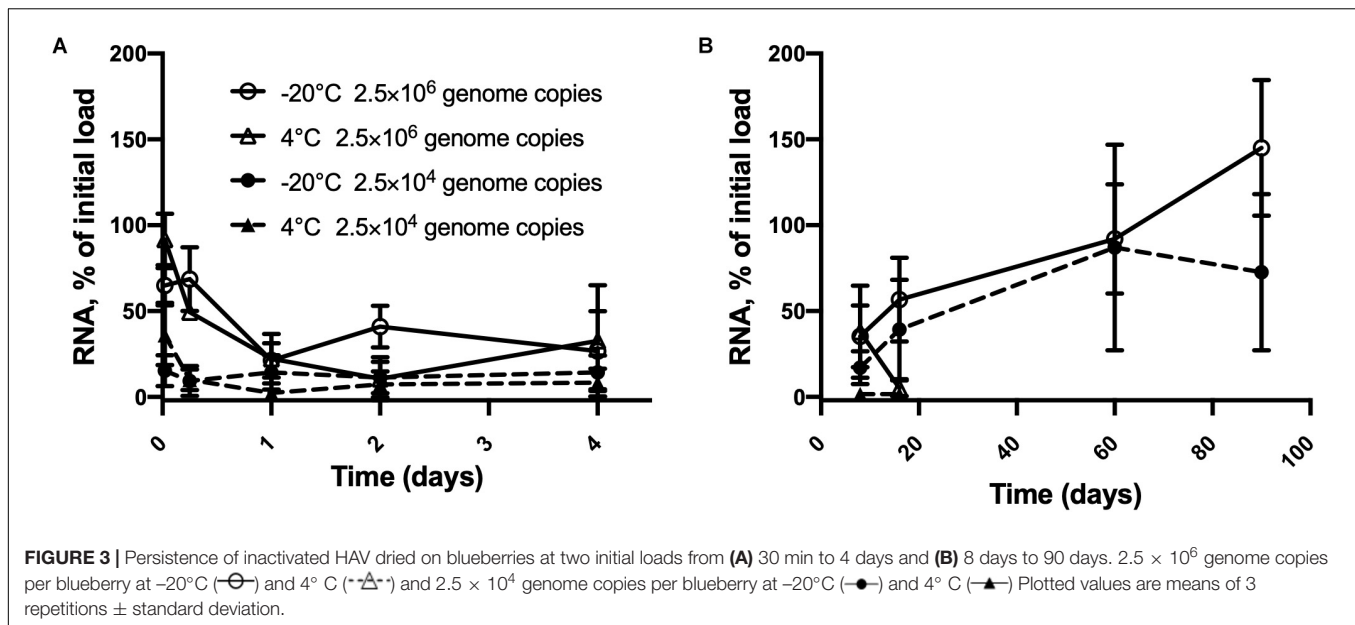 A
200
150
100
50
0
RNA, % of initial load
-20°C 2.5×10⁶ genome copies
4°C 2.5×10⁶ genome copies
-20°C 2.5×10⁴ genome copies
4°C 2.5×10⁴ genome copies
0 1 2 3 4
Time (days)
B
200
150
100
50
0
RNA, % of initial load
0 20 40 60 80 100
Time (days)
FIGURE 3 | Persistence of inactivated HAV dried on blueberries at two initial loads from (A) 30 min to 4 days and (B) 8 days to 90 days. 2.5 × 10⁶ genome copies
per blueberry at –20°C (─○─) and 4° C (--△--) and 2.5 × 10⁴ genome copies per blueberry at –20°C (─●─) and 4° C (─▲─) Plotted values are means of 3
repetitions ± standard deviation.